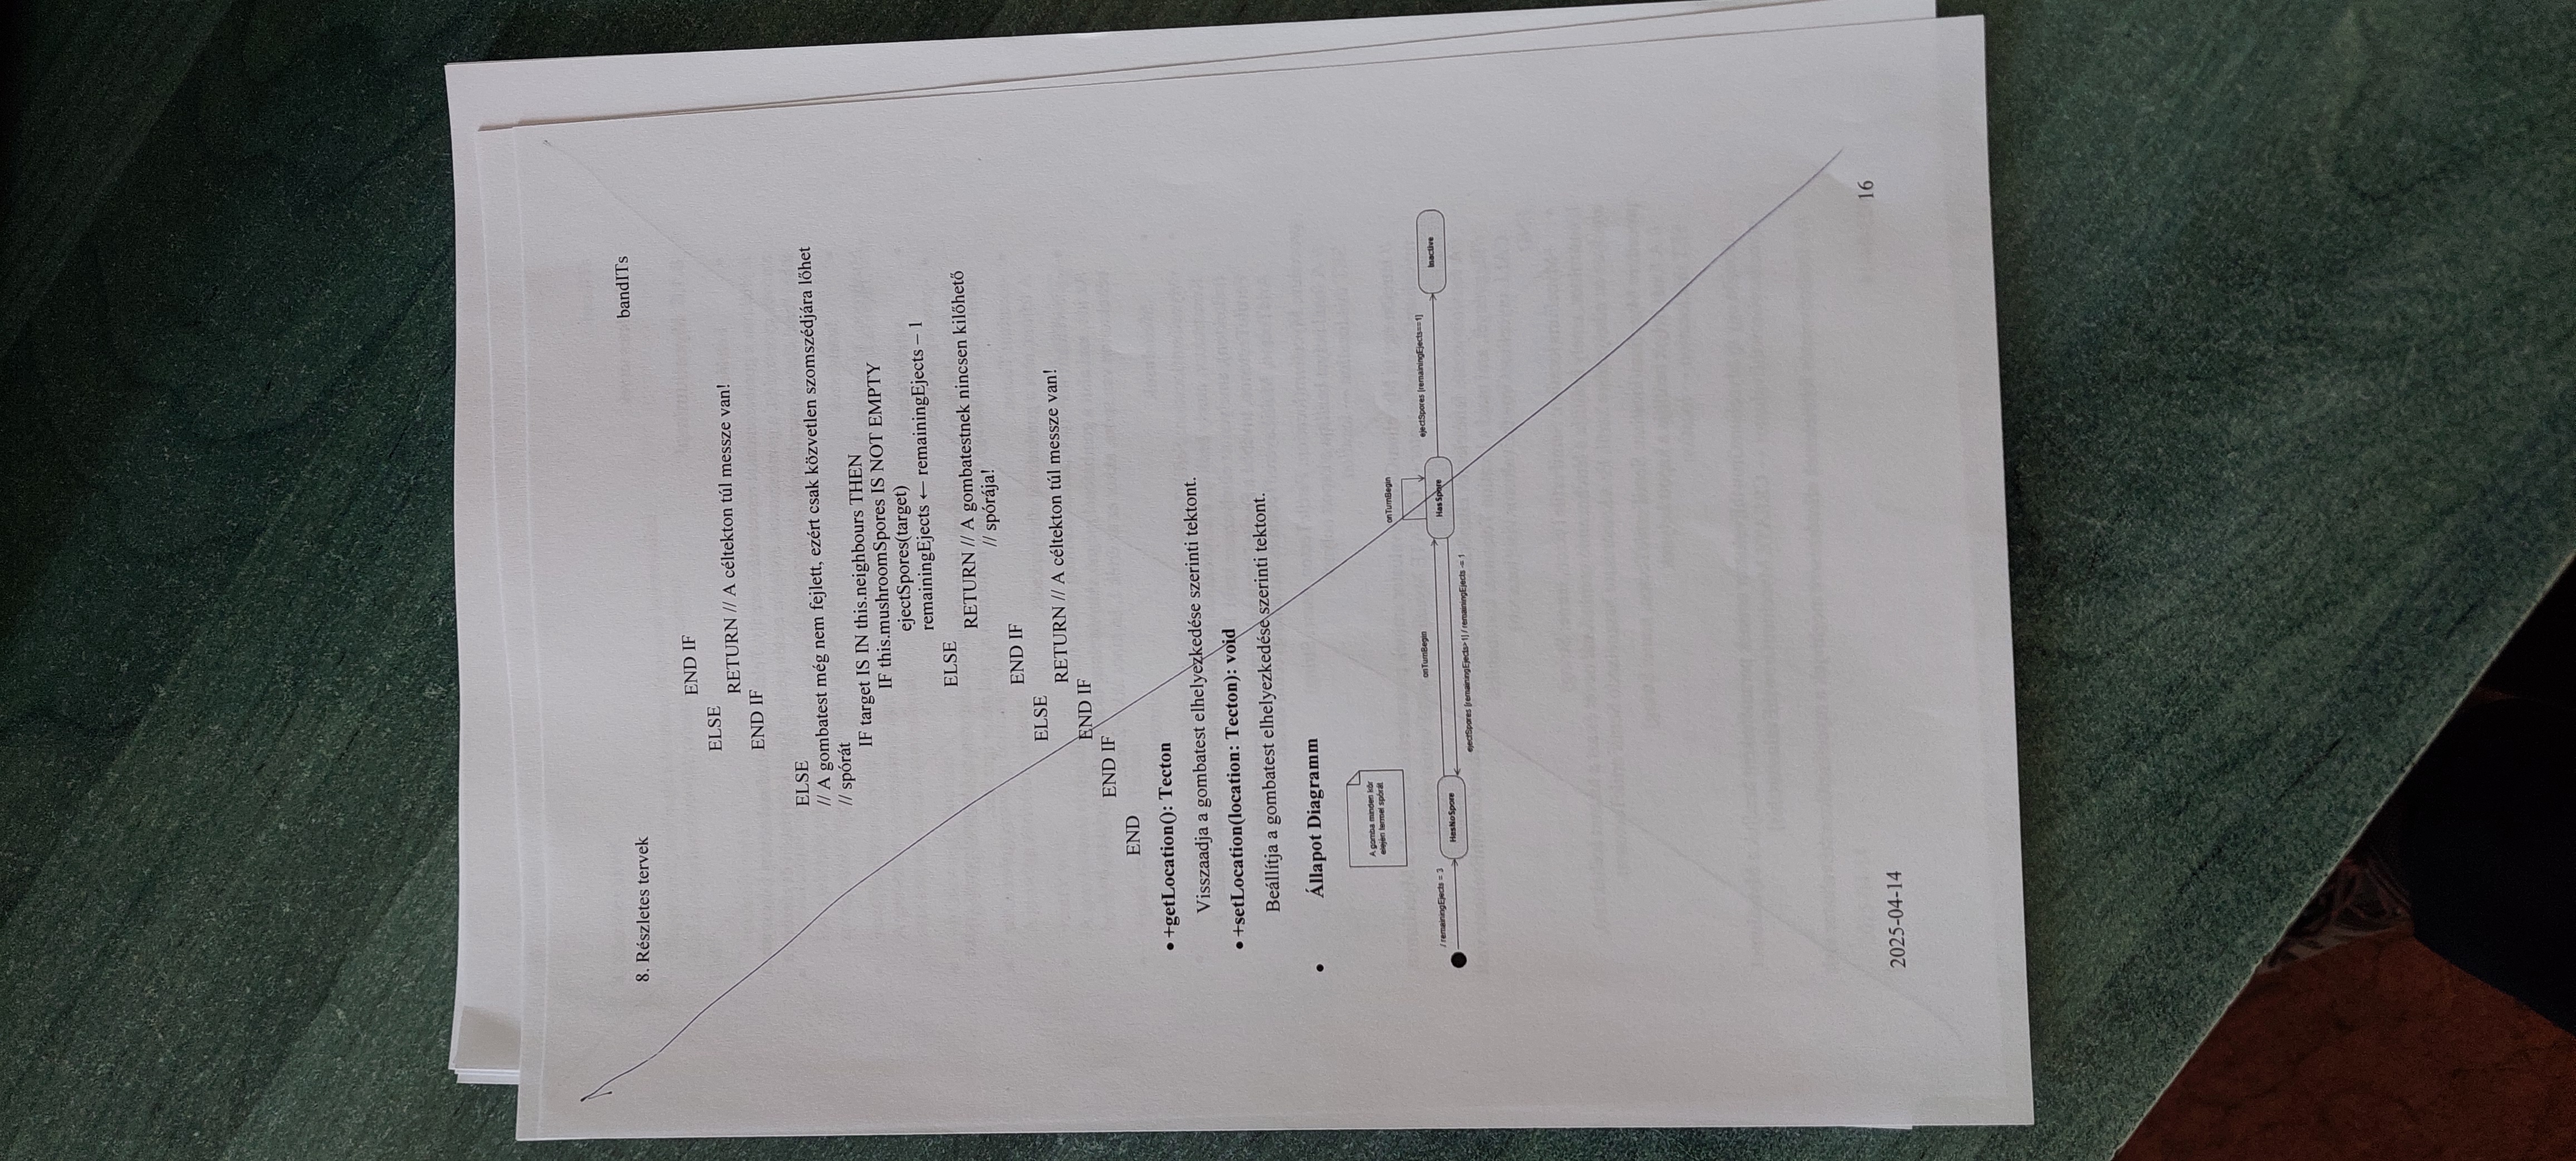 8. Részletes tervek
bandITs
END IF
ELSE
RETURN // A céltekton túl messze van!
END IF
ELSE
// A gombatest még nem fejlett, ezért csak közvetlen szomszédjára lőhet
// spórát
IF target IS IN this.neighbours THEN
IF this.mushroomSpores IS NOT EMPTY
ejectSpores(target)
remainingEjects ← remainingEjects – 1
ELSE
RETURN // A gombatestnek nincsen kilőhető
// spórája!
END IF
ELSE
RETURN // A céltekton túl messze van!
END IF
END IF
END
• +getLocation(): Tecton
Visszaadja a gombatest elhelyezkedése szerinti tektont.
• +setLocation(location: Tecton): void
Beállítja a gombatest elhelyezkedése szerinti tektont.
• Állapot Diagramm
A gomba minden kör
elején termel spórát
onTurnBegin
/ remainingEjects = 3
HasNoSpore
onTurnBegin
HasSpore
ejectSpores [remainingEjects==1]
Inactive
ejectSpores [remainingEjects>1] / remainingEjects -= 1
2025-04-14
16